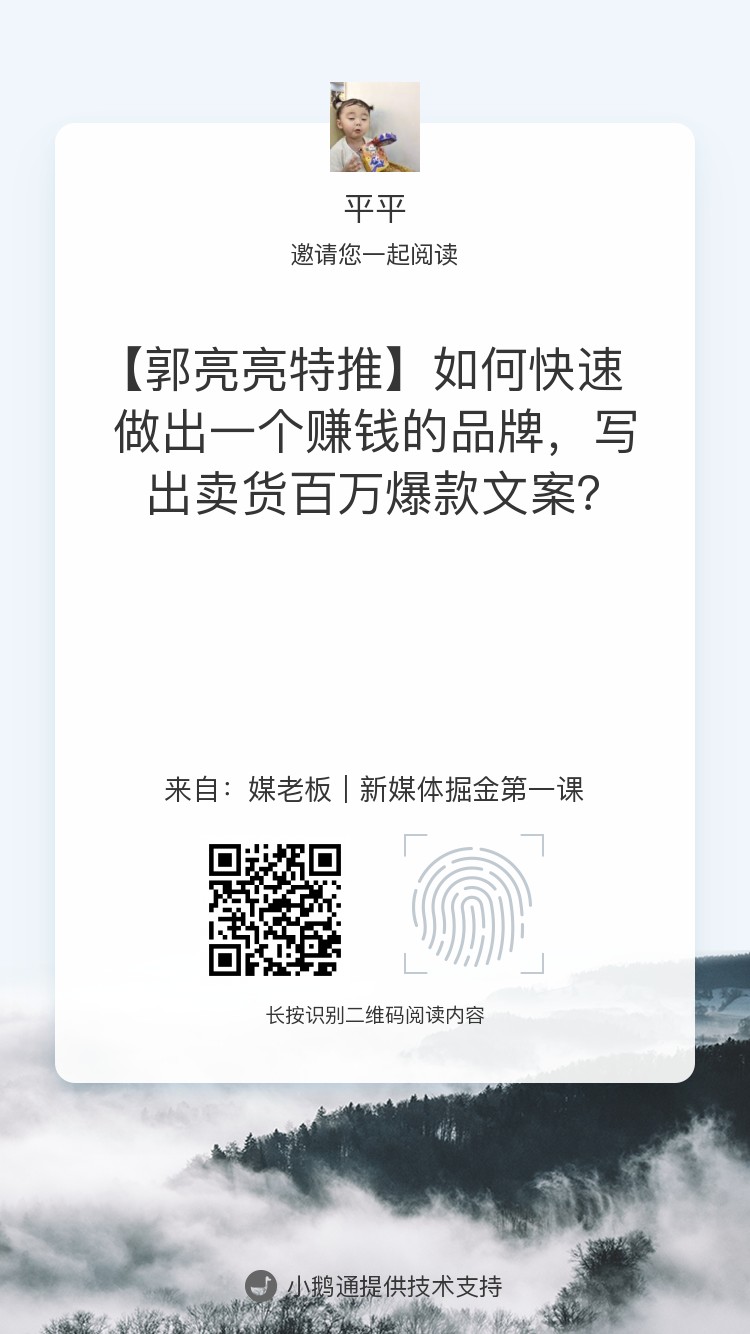 平平
邀请您一起阅读
【郭亮亮特推】如何快速
做出一个赚钱的品牌，写
出卖货百万爆款文案？
来自：媒老板｜新媒体掘金第一课
长按识别二维码阅读内容
小鹅通提供技术支持